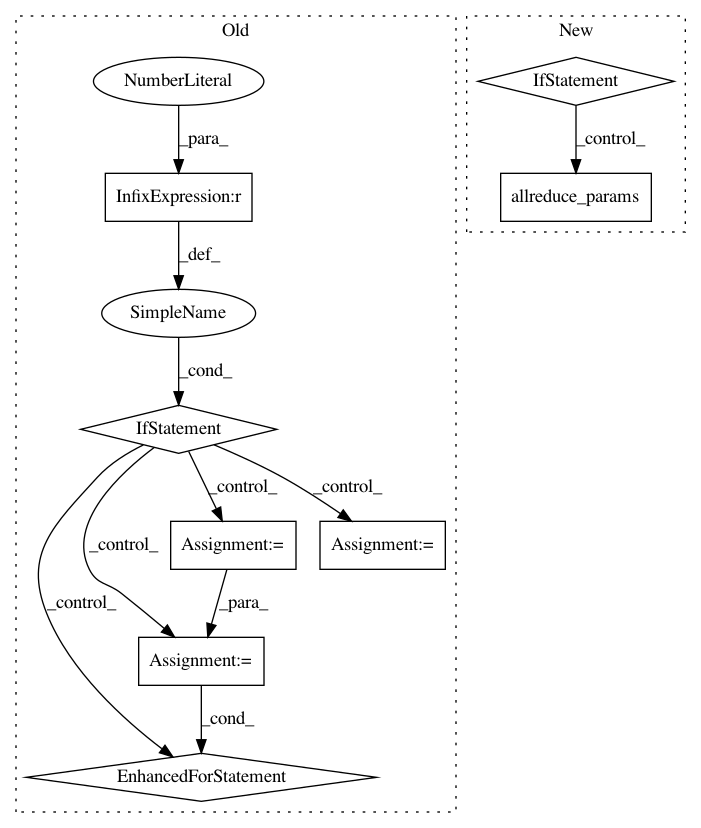 Old
New
NumberLiteral
IfStatement
_para_
_control_
InfixExpression:r
allreduce_params
_def_
SimpleName
_cond_
IfStatement
_control_
_control_
_control_
Assignment:=
Assignment:=
_control_
_para_
Assignment:=
_cond_
EnhancedForStatement